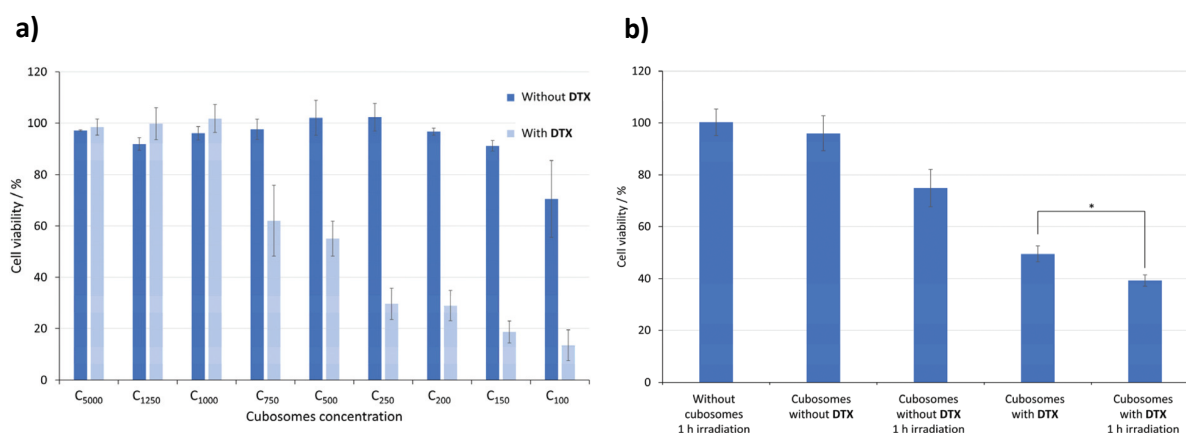 a)
Cell viability / %
120
100
80
60
40
20
0
Without DTX
With DTX
C5000 C1250 C1000 C750 C500 C250 C200 C150 C100
Cubosomes concentration
b)
Cell viability / %
120
100
80
60
40
20
0
*
Without
cubosomes
1 h irradiation
Cubosomes
without DTX
Cubosomes
without DTX
1 h irradiation
Cubosomes
with DTX
Cubosomes
with DTX
1 h irradiation